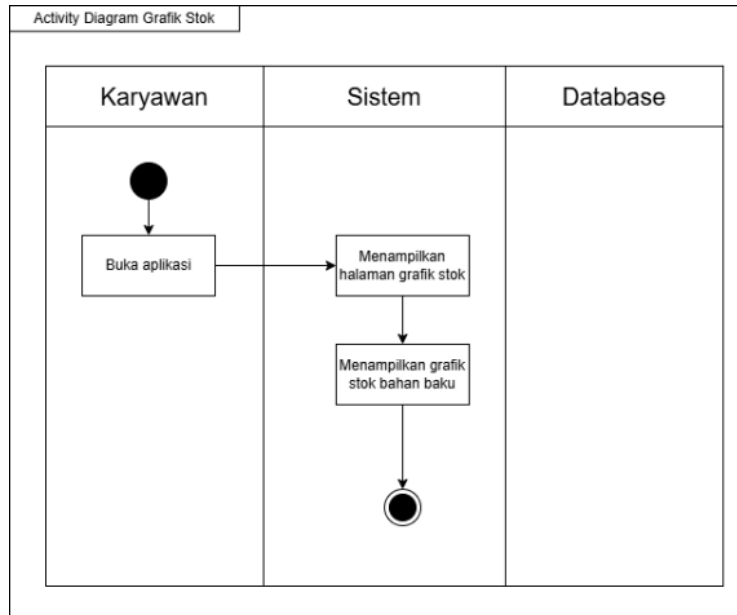 Activity Diagram Grafik Stok
Karyawan
Sistem
Database
Buka aplikasi
Menampilkan
halaman grafik stok
Menampilkan grafik
stok bahan baku